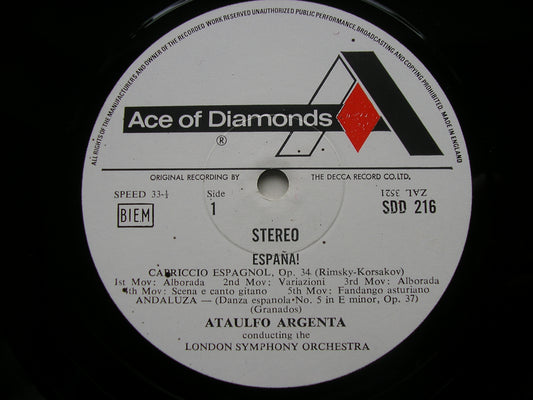 ALL RIGHTS OF THE MANUFACTURERS AND OWNER OF THE RECORDED WORK RESERVED UNAUTHORIZED PUBLIC PERFORMANCE, BROADCASTING AND COPYING PROHIBITED. MADE IN ENGLAND
Ace of Diamonds
®
ORIGINAL RECORDING BY THE DECCA RECORD CO. LTD.
SPEED 33⅓ Side ZAL 3521
BIEM 1 SDD 216
STEREO
ESPAÑA!
CAPRICCIO ESPAGNOL, Op. 34 (Rimsky-Korsakov)
1st Mov: Alborada 2nd Mov: Variazioni 3rd Mov: Alborada
4th Mov: Scena e canto gitano 5th Mov: Fandango asturiano
ANDALUZA — (Danza espanola No. 5 in E minor, Op. 37)
(Granados)
ATAULFO ARGENTA
conducting the
LONDON SYMPHONY ORCHESTRA